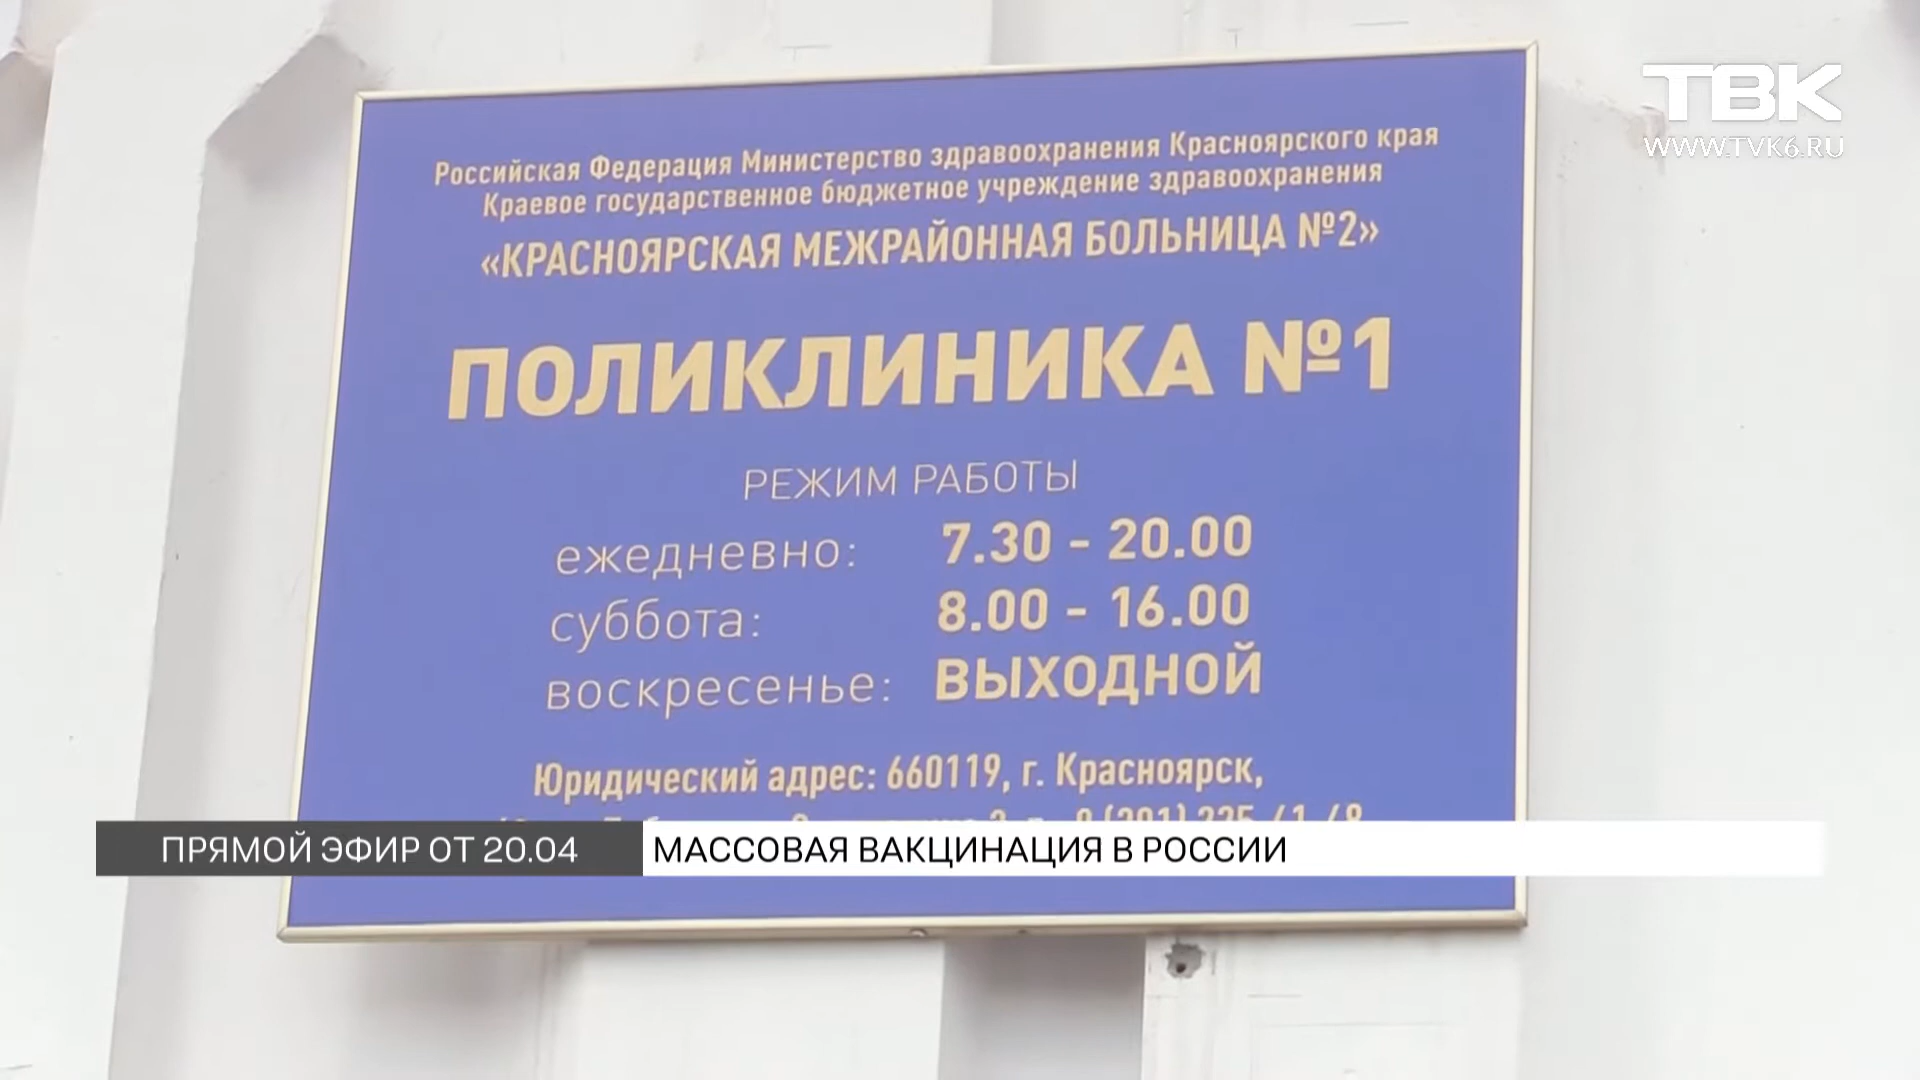 ТВК
WWW.TVK6.RU
Российская Федерация Министерство здравоохранения Красноярского края
Краевое государственное бюджетное учреждение здравоохранения
«КРАСНОЯРСКАЯ МЕЖРАЙОННАЯ БОЛЬНИЦА №2»
ПОЛИКЛИНИКА №1
РЕЖИМ РАБОТЫ
ежедневно: 7.30 - 20.00
суббота: 8.00 - 16.00
воскресенье: ВЫХОДНОЙ
Юридический адрес: 660119, г. Красноярск,
ПРЯМОЙ ЭФИР ОТ 20.04 МАССОВАЯ ВАКЦИНАЦИЯ В РОССИИ